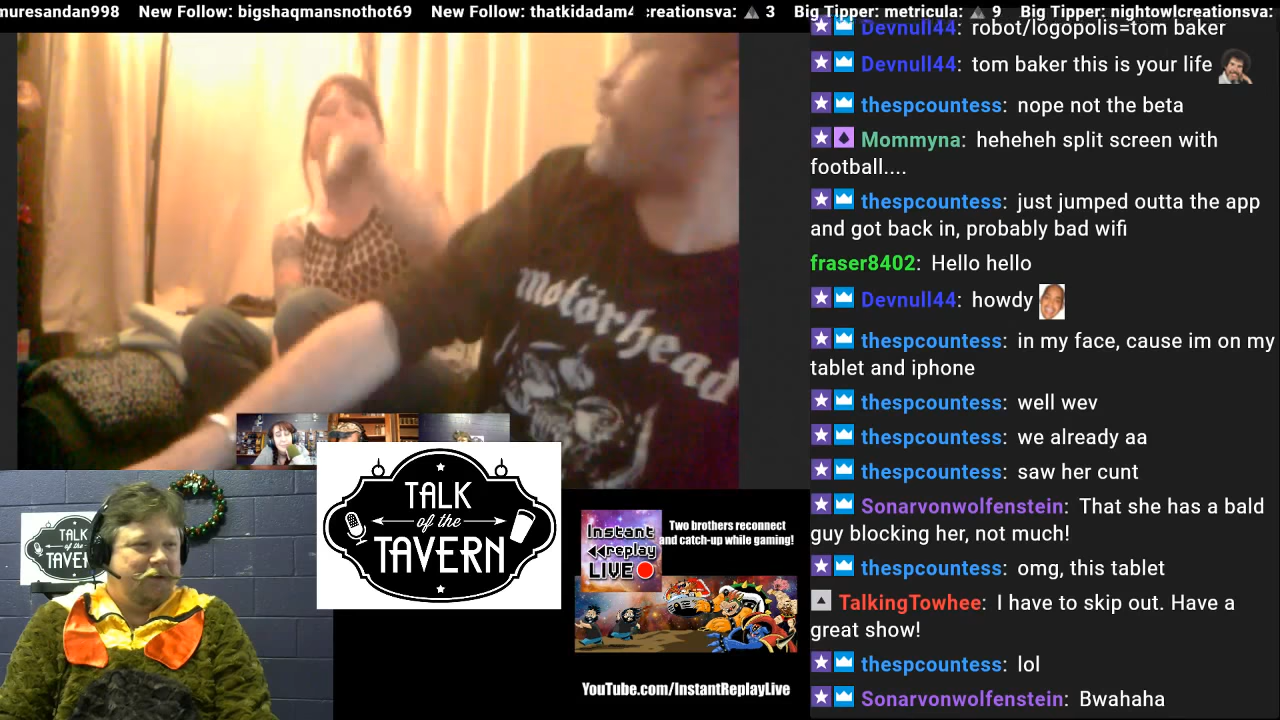 muresandan998 New Follow: bigshaqmansnothot69 New Follow: thatkidadam4 creationsva: 3 Big Tipper: metricula: 9 Big Tipper: nightowlcreationsva:
Devnull44: robot/logopolis=tom baker
Devnull44: tom baker this is your life
thespcountess: nope not the beta
Mommyna: heheheh split screen with
football....
thespcountess: just jumped outta the app
and got back in, probably bad wifi
fraser8402: Hello hello
Devnull44: howdy
thespcountess: in my face, cause im on my
tablet and iphone
thespcountess: well wev
thespcountess: we already aa
thespcountess: saw her cunt
Sonarvonwolfenstein: That she has a bald
guy blocking her, not much!
thespcountess: omg, this tablet
TalkingTowhee: I have to skip out. Have a
great show!
thespcountess: lol
Sonarvonwolfenstein: Bwahaha
Motörhead
TALK
of the
TAVERN
TALK
of the
TAVE
Instant
replay
LIVE
Two brothers reconnect
and catch-up while gaming!
YouTube.com/InstantReplayLive